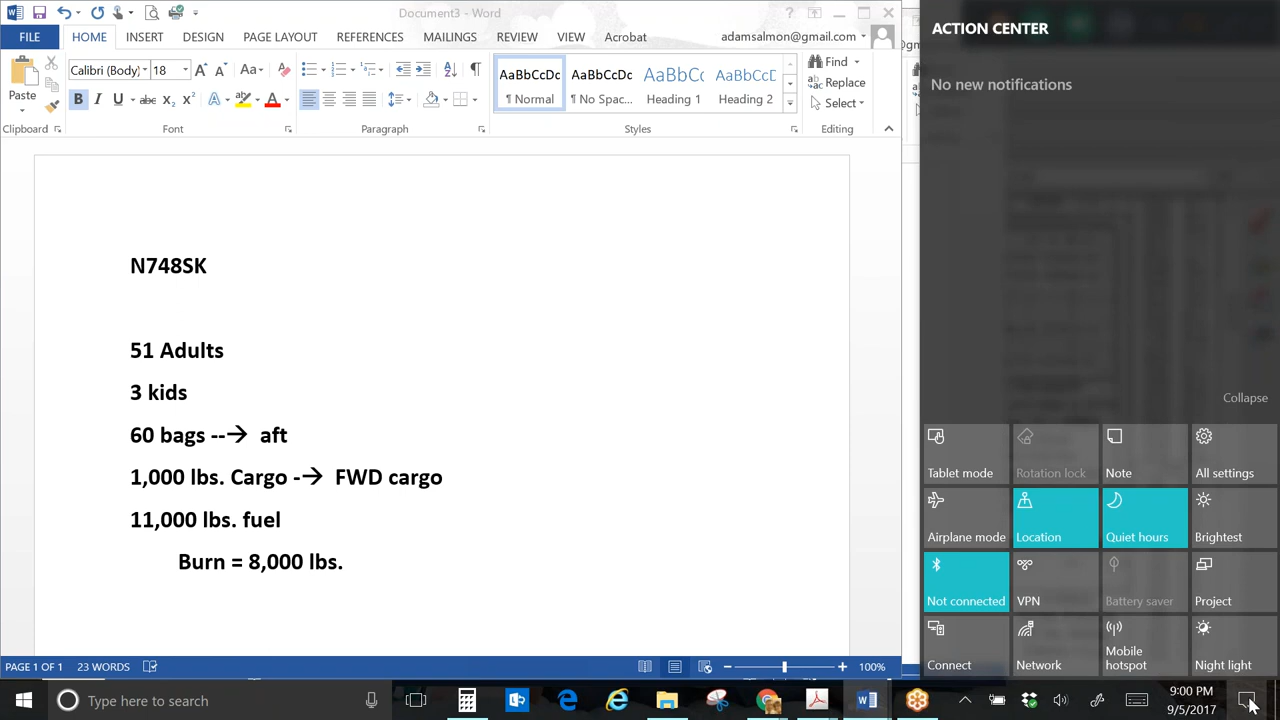 Document3 - Word
FILE
HOME
INSERT
DESIGN
PAGE LAYOUT
REFERENCES
MAILINGS
REVIEW
VIEW
Acrobat
adamsalmon@gmail.com
Paste
Calibri (Body)
18
AaBbCcDc
AaBbCcDc
AaBbCc
AaBbCcD
¶ Normal
¶ No Spac...
Heading 1
Heading 2
Find
Replace
Select
Clipboard
Font
Paragraph
Styles
Editing
N748SK
51 Adults
3 kids
60 bags --→ aft
1,000 lbs. Cargo -→ FWD cargo
11,000 lbs. fuel
Burn = 8,000 lbs.
PAGE 1 OF 1
23 WORDS
100%
ACTION CENTER
No new notifications
Collapse
Tablet mode
Rotation lock
Note
All settings
Airplane mode
Location
Quiet hours
Brightest
Not connected
VPN
Battery saver
Project
Connect
Network
Mobile
hotspot
Night light
Type here to search
9:00 PM
9/5/2017